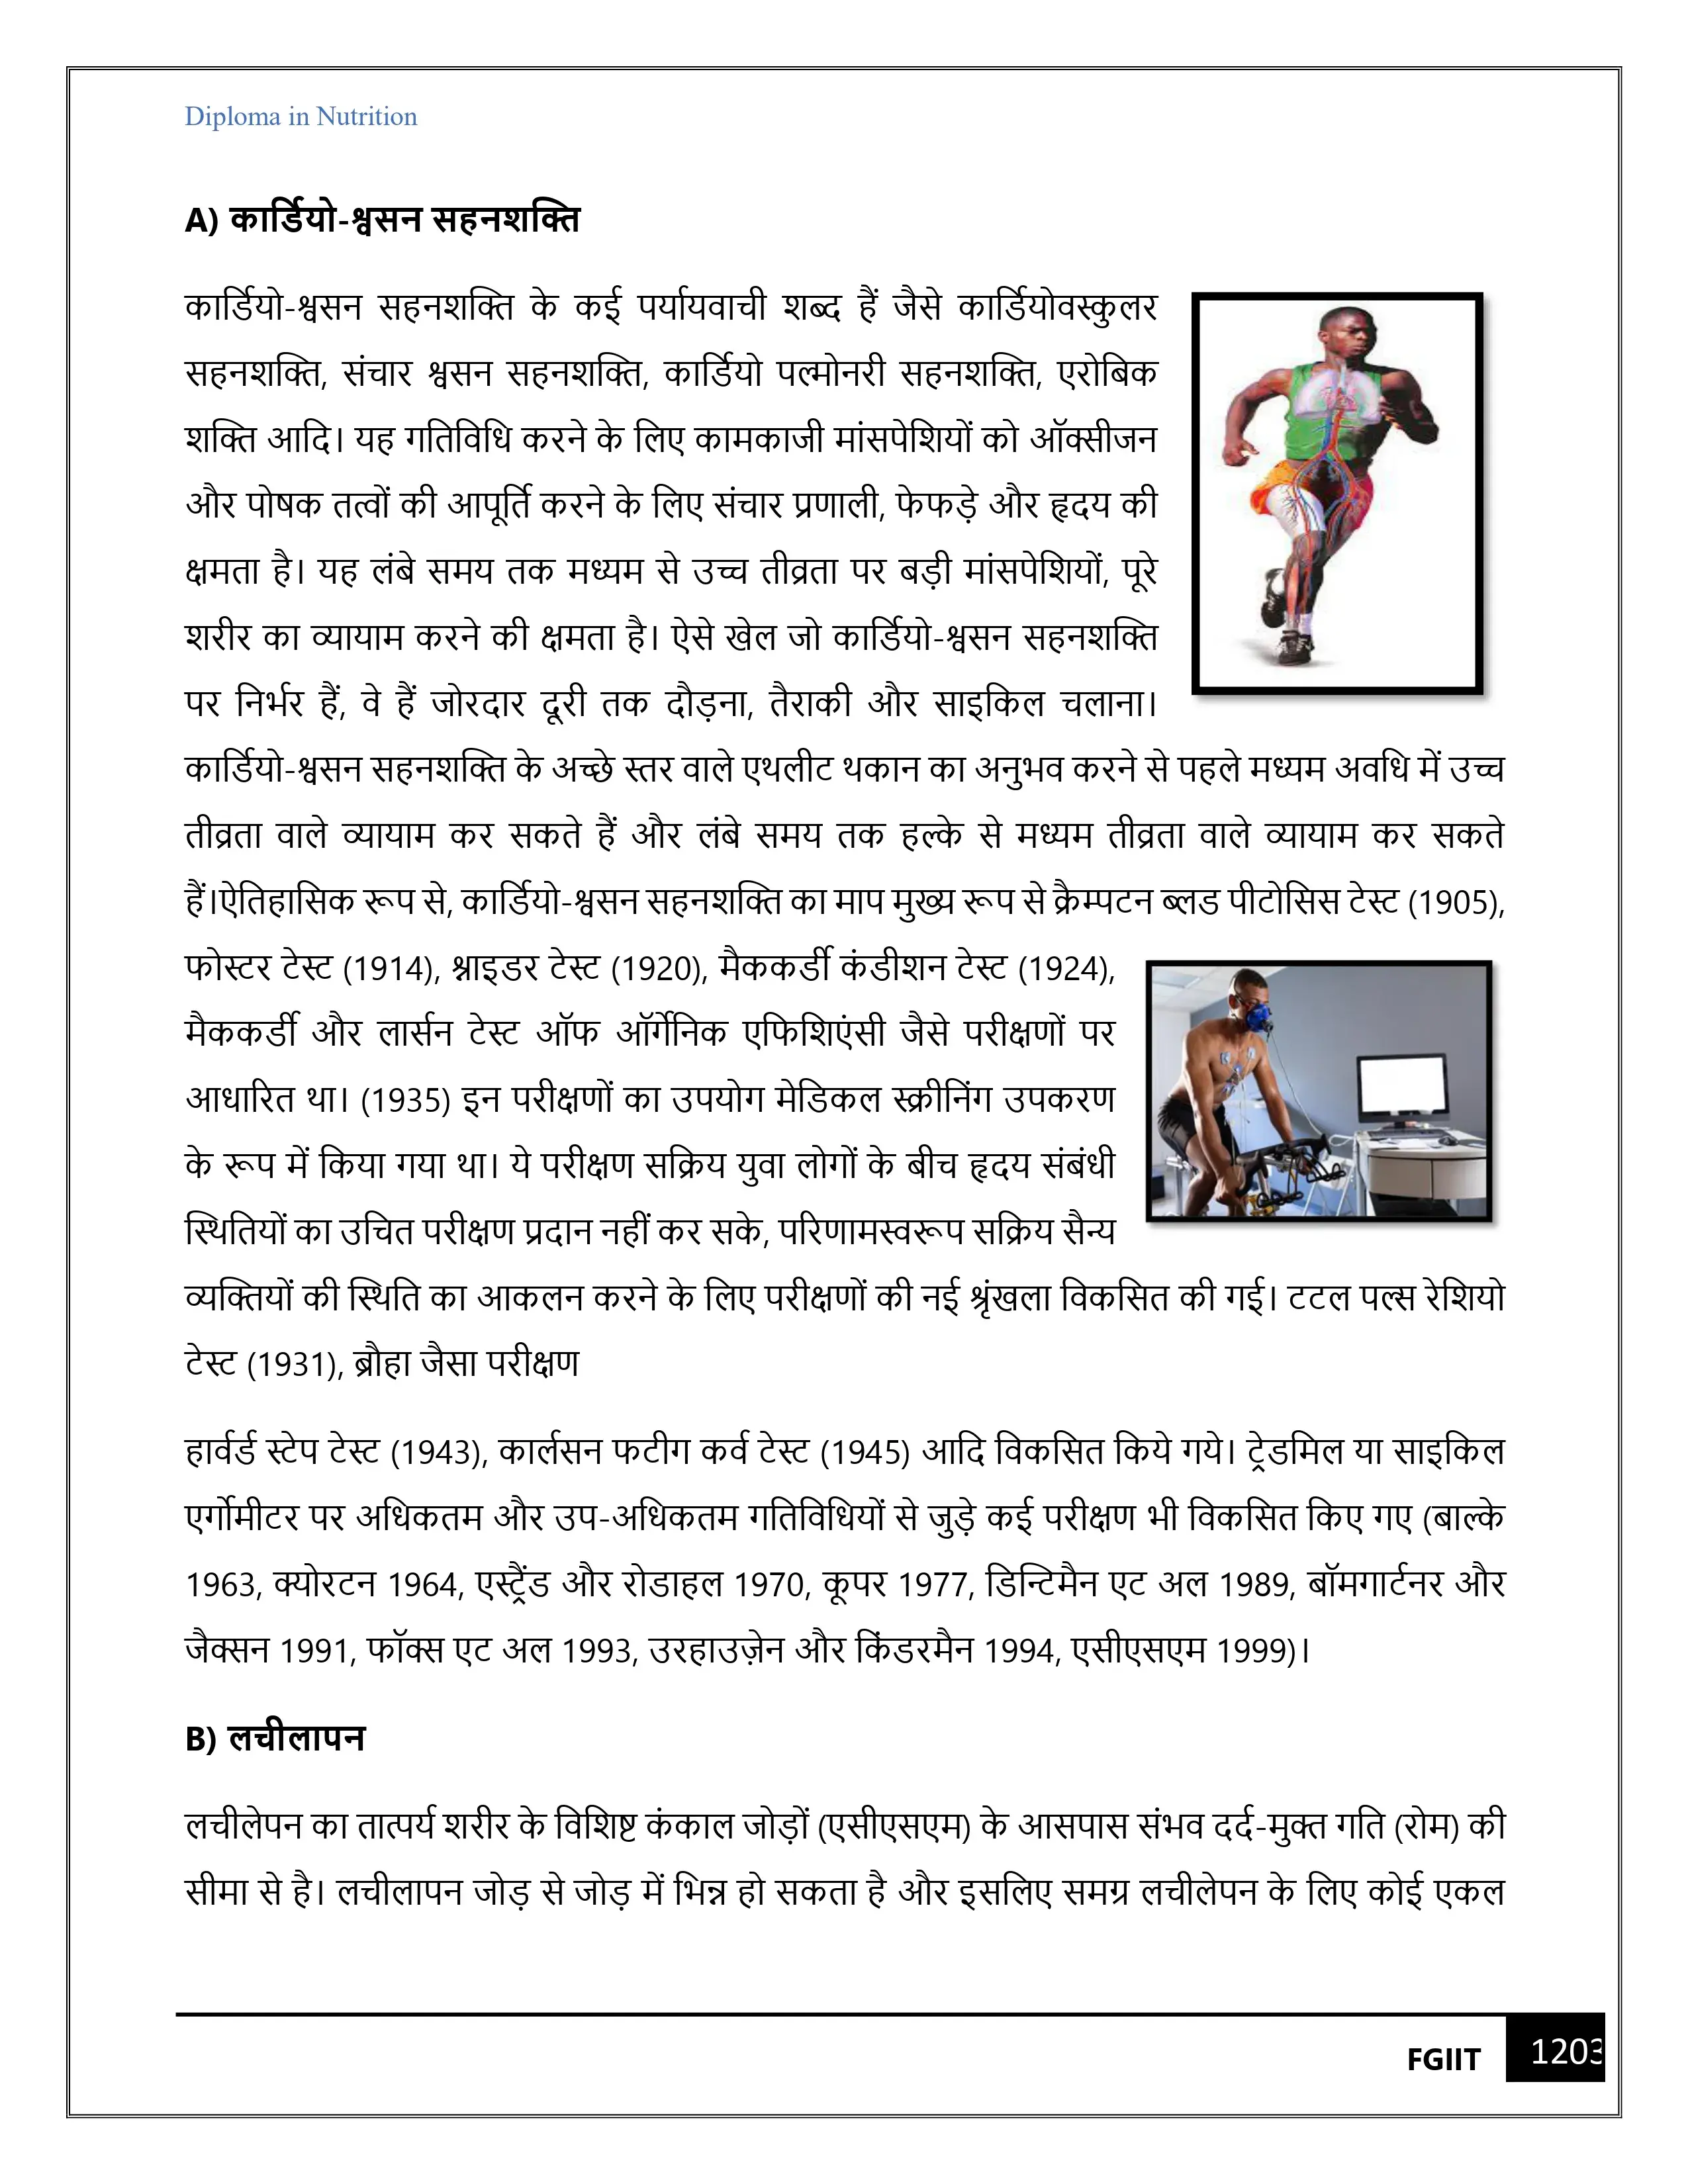 Diploma in Nutrition
A) कार्डियो-श्वसन सहनशक्ति
कार्डियो-श्वसन सहनशक्ति के कई पर्यायवाची शब्द हैं जैसे कार्डियोवस्कुलर
सहनशक्ति, संचार श्वसन सहनशक्ति, कार्डियो पल्मोनरी सहनशक्ति, एरोबिक
शक्ति आदि। यह गतिविधि करने के लिए कामकाजी मांसपेशियों को ऑक्सीजन
और पोषक तत्वों की आपूर्ति करने के लिए संचार प्रणाली, फेफड़े और हृदय की
क्षमता है। यह लंबे समय तक मध्यम से उच्च तीव्रता पर बड़ी मांसपेशियों, पूरे
शरीर का व्यायाम करने की क्षमता है। ऐसे खेल जो कार्डियो-श्वसन सहनशक्ति
पर निर्भर हैं, वे हैं जोरदार दूरी तक दौड़ना, तैराकी और साइकिल चलाना।
कार्डियो-श्वसन सहनशक्ति के अच्छे स्तर वाले एथलीट थकान का अनुभव करने से पहले मध्यम अवधि में उच्च
तीव्रता वाले व्यायाम कर सकते हैं और लंबे समय तक हल्के से मध्यम तीव्रता वाले व्यायाम कर सकते
हैं।ऐतिहासिक रूप से, कार्डियो-श्वसन सहनशक्ति का माप मुख्य रूप से क्रैम्पटन ब्लड पीटोसिस टेस्ट (1905),
फोस्टर टेस्ट (1914), श्नाइडर टेस्ट (1920), मैककर्डी कंडीशन टेस्ट (1924),
मैककर्डी और लार्सन टेस्ट ऑफ ऑर्गेनिक एफिशिएंसी जैसे परीक्षणों पर
आधारित था। (1935) इन परीक्षणों का उपयोग मेडिकल स्क्रीनिंग उपकरण
के रूप में किया गया था। ये परीक्षण सक्रिय युवा लोगों के बीच हृदय संबंधी
स्थितियों का उचित परीक्षण प्रदान नहीं कर सके, परिणामस्वरूप सक्रिय सैन्य
व्यक्तियों की स्थिति का आकलन करने के लिए परीक्षणों की नई श्रृंखला विकसित की गई। टटल पल्स रेशियो
टेस्ट (1931), ब्रौहा जैसा परीक्षण
हार्वर्ड स्टेप टेस्ट (1943), कार्लसन फटीग कर्व टेस्ट (1945) आदि विकसित किये गये। ट्रेडमिल या साइकिल
एर्गोमीटर पर अधिकतम और उप-अधिकतम गतिविधियों से जुड़े कई परीक्षण भी विकसित किए गए (बाल्के
1963, क्योरटन 1964, एस्ट्रैंड और रोडाहल 1970, कूपर 1977, डिन्टिमैन एट अल 1989, बॉमगार्टनर और
जैक्सन 1991, फॉक्स एट अल 1993, उरहाउज़ेन और किंडरमैन 1994, एसीएसएम 1999)।
B) लचीलापन
लचीलेपन का तात्पर्य शरीर के विशिष्ट कंकाल जोड़ों (एसीएसएम) के आसपास संभव दर्द-मुक्त गति (रोम) की
सीमा से है। लचीलापन जोड़ से जोड़ में भिन्न हो सकता है और इसलिए समग्र लचीलेपन के लिए कोई एकल
FGIIT 1203